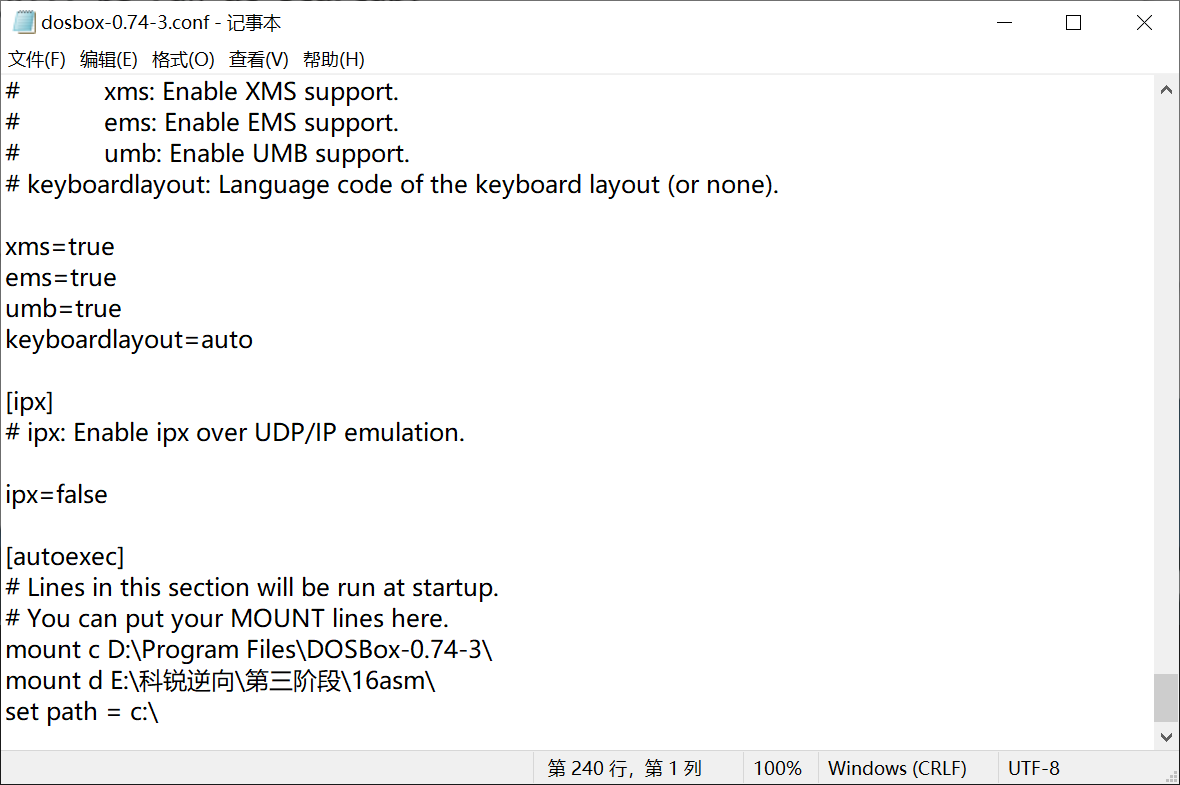 dosbox-0.74-3.conf - 记事本
文件(F) 编辑(E) 格式(O) 查看(V) 帮助(H)
# xms: Enable XMS support.
# ems: Enable EMS support.
# umb: Enable UMB support.
# keyboardlayout: Language code of the keyboard layout (or none).
xms=true
ems=true
umb=true
keyboardlayout=auto
[ipx]
# ipx: Enable ipx over UDP/IP emulation.
ipx=false
[autoexec]
# Lines in this section will be run at startup.
# You can put your MOUNT lines here.
mount c D:\Program Files\DOSBox-0.74-3\
mount d E:\科锐逆向\第三阶段\16asm\
set path = c:\
第 240 行，第 1 列 100% Windows (CRLF) UTF-8